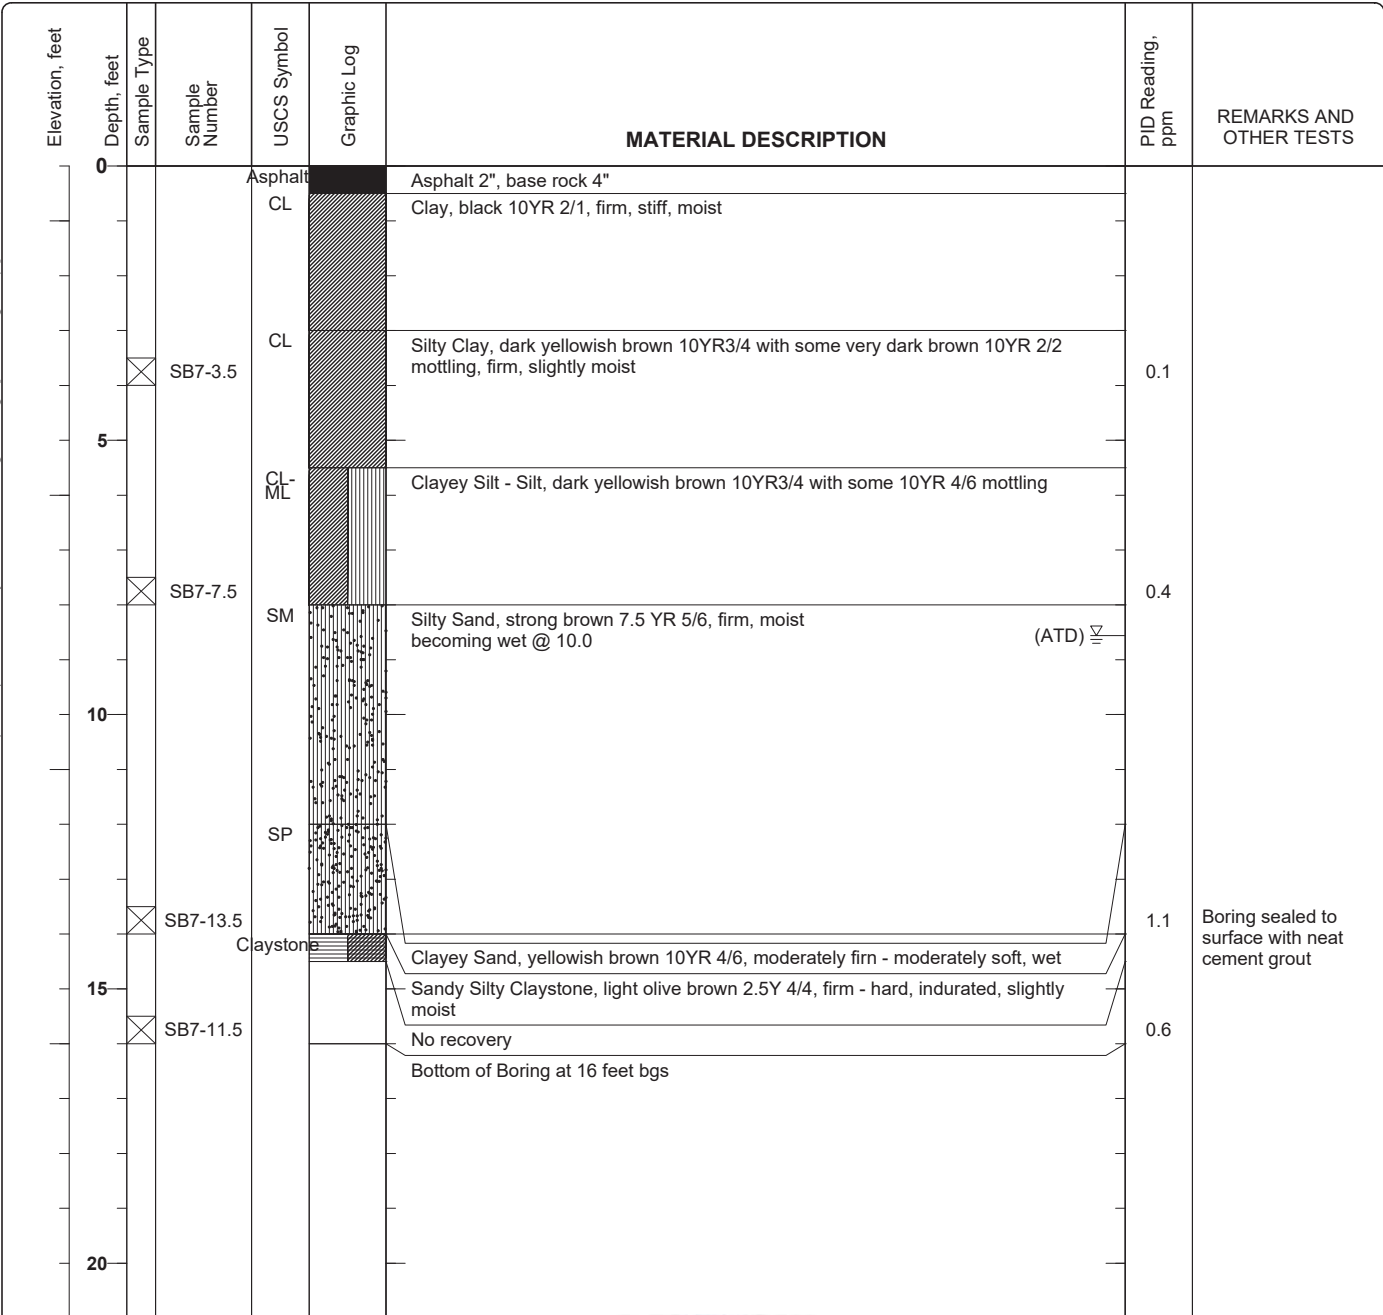 Elevation, feet
Depth, feet
Sample Type
Sample
Number
USCS Symbol
Graphic Log
MATERIAL DESCRIPTION
PID Reading,
ppm
REMARKS AND
OTHER TESTS
0
Asphalt
Asphalt 2", base rock 4"
CL
Clay, black 10YR 2/1, firm, stiff, moist
CL
Silty Clay, dark yellowish brown 10YR3/4 with some very dark brown 10YR 2/2
mottling, firm, slightly moist
SB7-3.5
0.1
5
CL-
ML
Clayey Silt - Silt, dark yellowish brown 10YR3/4 with some 10YR 4/6 mottling
SB7-7.5
0.4
SM
Silty Sand, strong brown 7.5 YR 5/6, firm, moist
becoming wet @ 10.0
(ATD)
10
SP
SB7-13.5
1.1
Boring sealed to
surface with neat
cement grout
Claystone
Clayey Sand, yellowish brown 10YR 4/6, moderately firn - moderately soft, wet
15
Sandy Silty Claystone, light olive brown 2.5Y 4/4, firm - hard, indurated, slightly
moist
SB7-11.5
0.6
No recovery
Bottom of Boring at 16 feet bgs
20